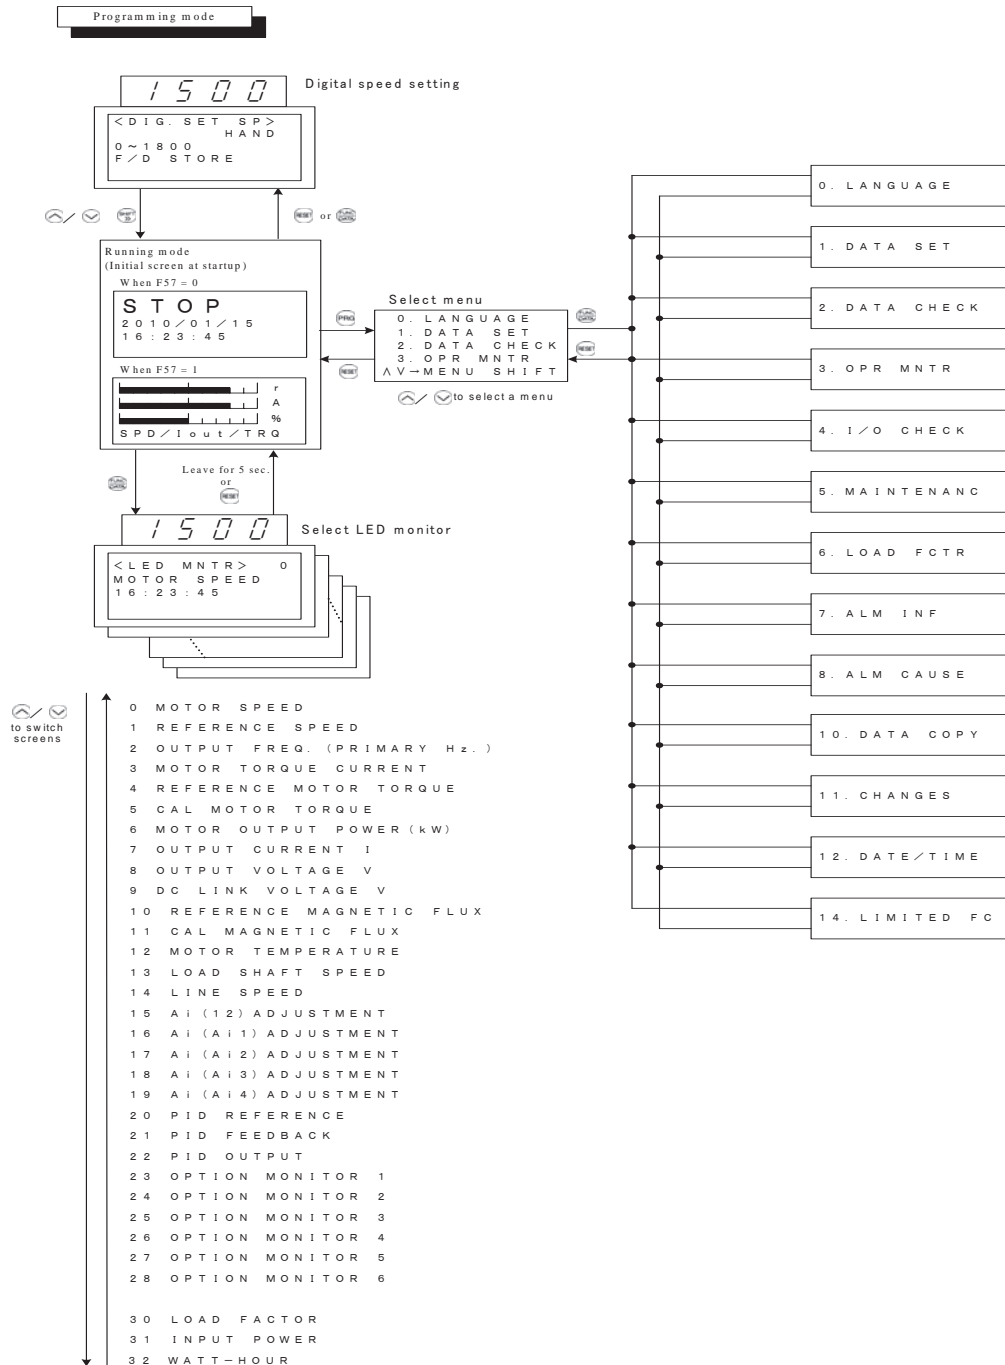 Programming mode
1500
Digital speed setting
<DIG. SET SP>
HAND
0~1800
F/D STORE
or
Running mode
(Initial screen at startup)
When F57 = 0
STOP
2010/01/15
16:23:45
When F57 = 1
r
A
%
SPD/Iout/TRQ
PRG
RESET
Select menu
0. LANGUAGE
1. DATA SET
2. DATA CHECK
3. OPR MNTR
∧∨→MENU SHIFT
/ to select a menu
RESET
Leave for 5 sec.
or
RESET
1500
Select LED monitor
<LED MNTR> 0
MOTOR SPEED
16:23:45
to switch
screens
0 MOTOR SPEED
1 REFERENCE SPEED
2 OUTPUT FREQ. (PRIMARY Hz.)
3 MOTOR TORQUE CURRENT
4 REFERENCE MOTOR TORQUE
5 CAL MOTOR TORQUE
6 MOTOR OUTPUT POWER(kW)
7 OUTPUT CURRENT I
8 OUTPUT VOLTAGE V
9 DC LINK VOLTAGE V
10 REFERENCE MAGNETIC FLUX
11 CAL MAGNETIC FLUX
12 MOTOR TEMPERATURE
13 LOAD SHAFT SPEED
14 LINE SPEED
15 Ai(12)ADJUSTMENT
16 Ai(Ai1)ADJUSTMENT
17 Ai(Ai2)ADJUSTMENT
18 Ai(Ai3)ADJUSTMENT
19 Ai(Ai4)ADJUSTMENT
20 PID REFERENCE
21 PID FEEDBACK
22 PID OUTPUT
23 OPTION MONITOR 1
24 OPTION MONITOR 2
25 OPTION MONITOR 3
26 OPTION MONITOR 4
27 OPTION MONITOR 5
28 OPTION MONITOR 6
30 LOAD FACTOR
31 INPUT POWER
32 WATT-HOUR
0. LANGUAGE
1. DATA SET
2. DATA CHECK
3. OPR MNTR
4. I/O CHECK
5. MAINTENANC
6. LOAD FCTR
7. ALM INF
8. ALM CAUSE
10. DATA COPY
11. CHANGES
12. DATE/TIME
14. LIMITED FC